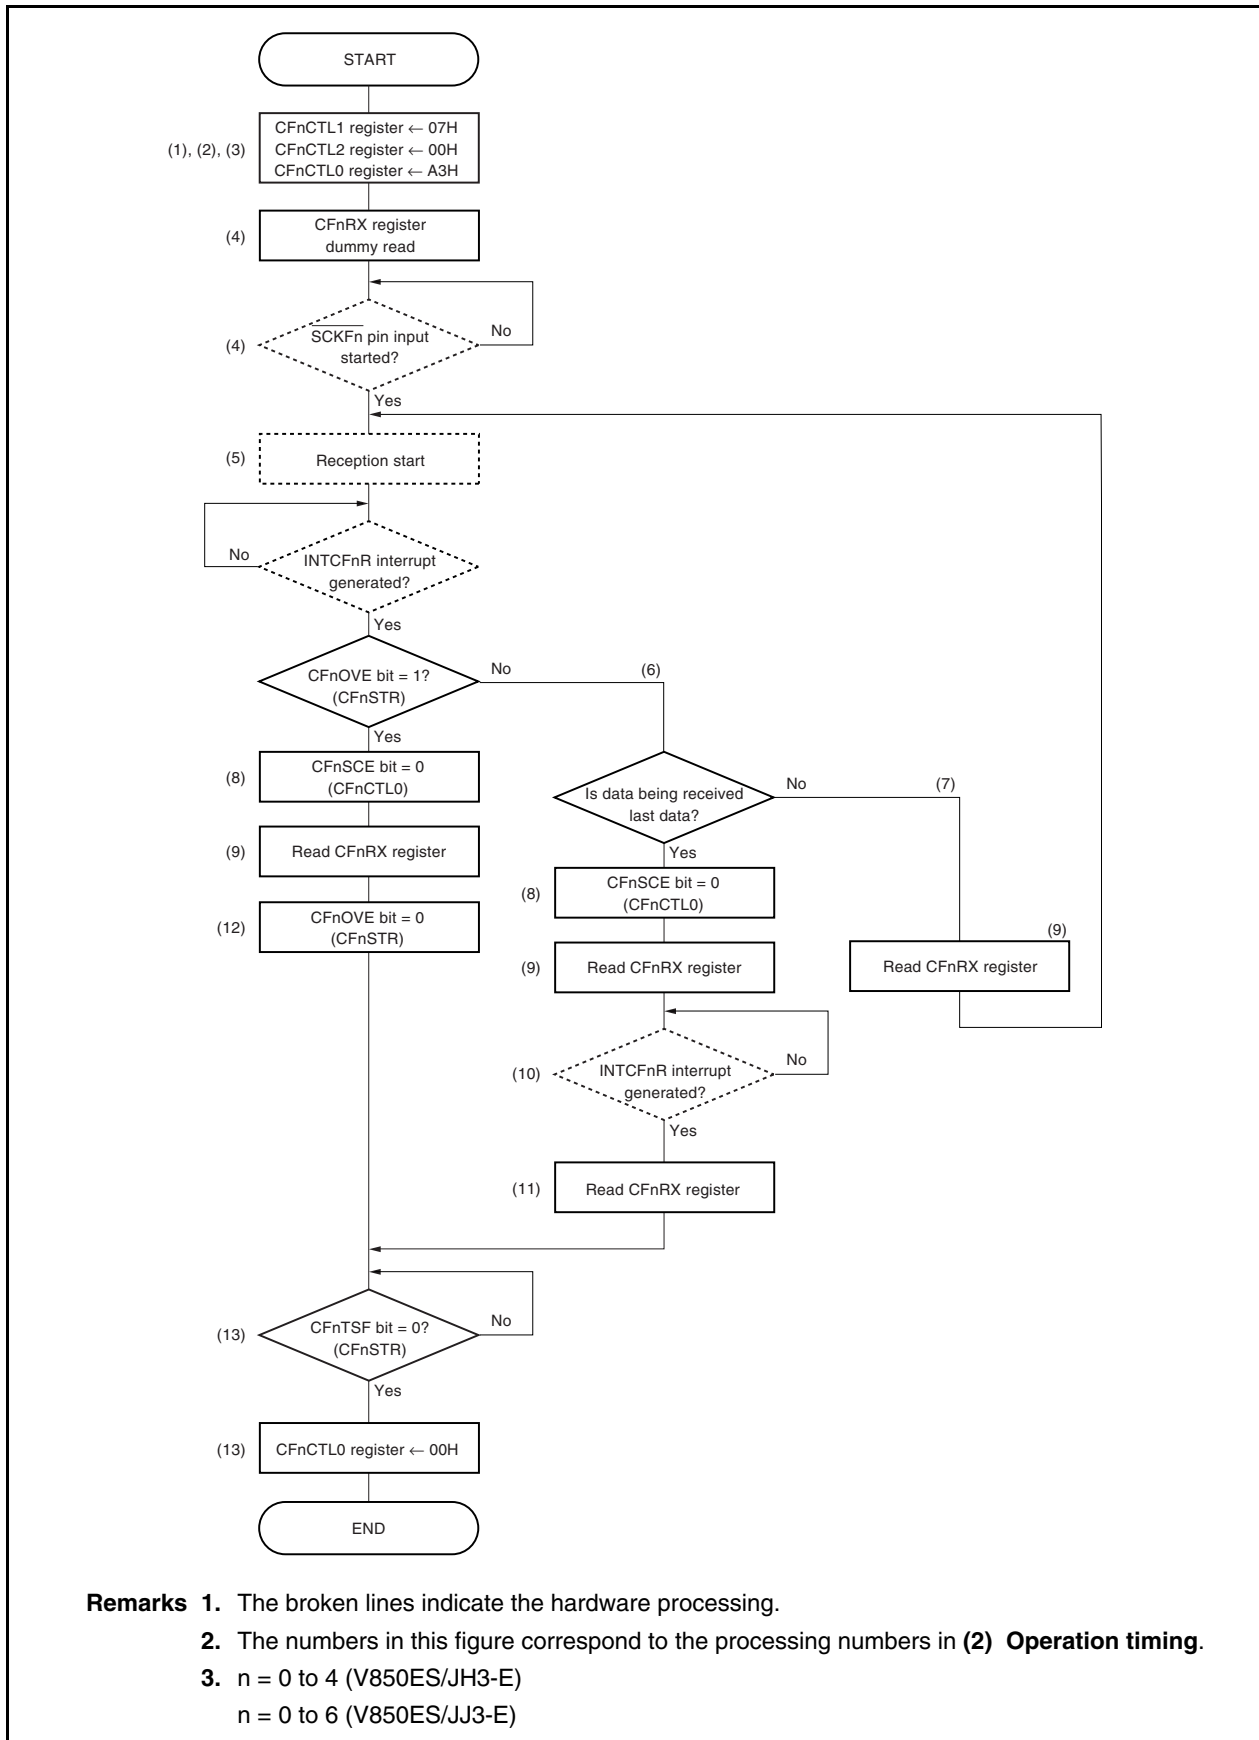 START
(1), (2), (3)
CFnCTL1 register ← 07H
CFnCTL2 register ← 00H
CFnCTL0 register ← A3H
(4)
CFnRX register
dummy read
(4)
SCKFn pin input
started?
No
Yes
(5)
Reception start
No
INTCFnR interrupt
generated?
Yes
CFnOVE bit = 1?
(CFnSTR)
No
(6)
Yes
(8)
CFnSCE bit = 0
(CFnCTL0)
(9)
Read CFnRX register
(12)
CFnOVE bit = 0
(CFnSTR)
Is data being received
last data?
No
(7)
Yes
(8)
CFnSCE bit = 0
(CFnCTL0)
(9)
Read CFnRX register
(9)
Read CFnRX register
(10)
INTCFnR interrupt
generated?
No
Yes
(11)
Read CFnRX register
(13)
CFnTSF bit = 0?
(CFnSTR)
No
Yes
(13)
CFnCTL0 register ← 00H
END
Remarks 1. The broken lines indicate the hardware processing.
2. The numbers in this figure correspond to the processing numbers in (2) Operation timing.
3. n = 0 to 4 (V850ES/JH3-E)
n = 0 to 6 (V850ES/JJ3-E)